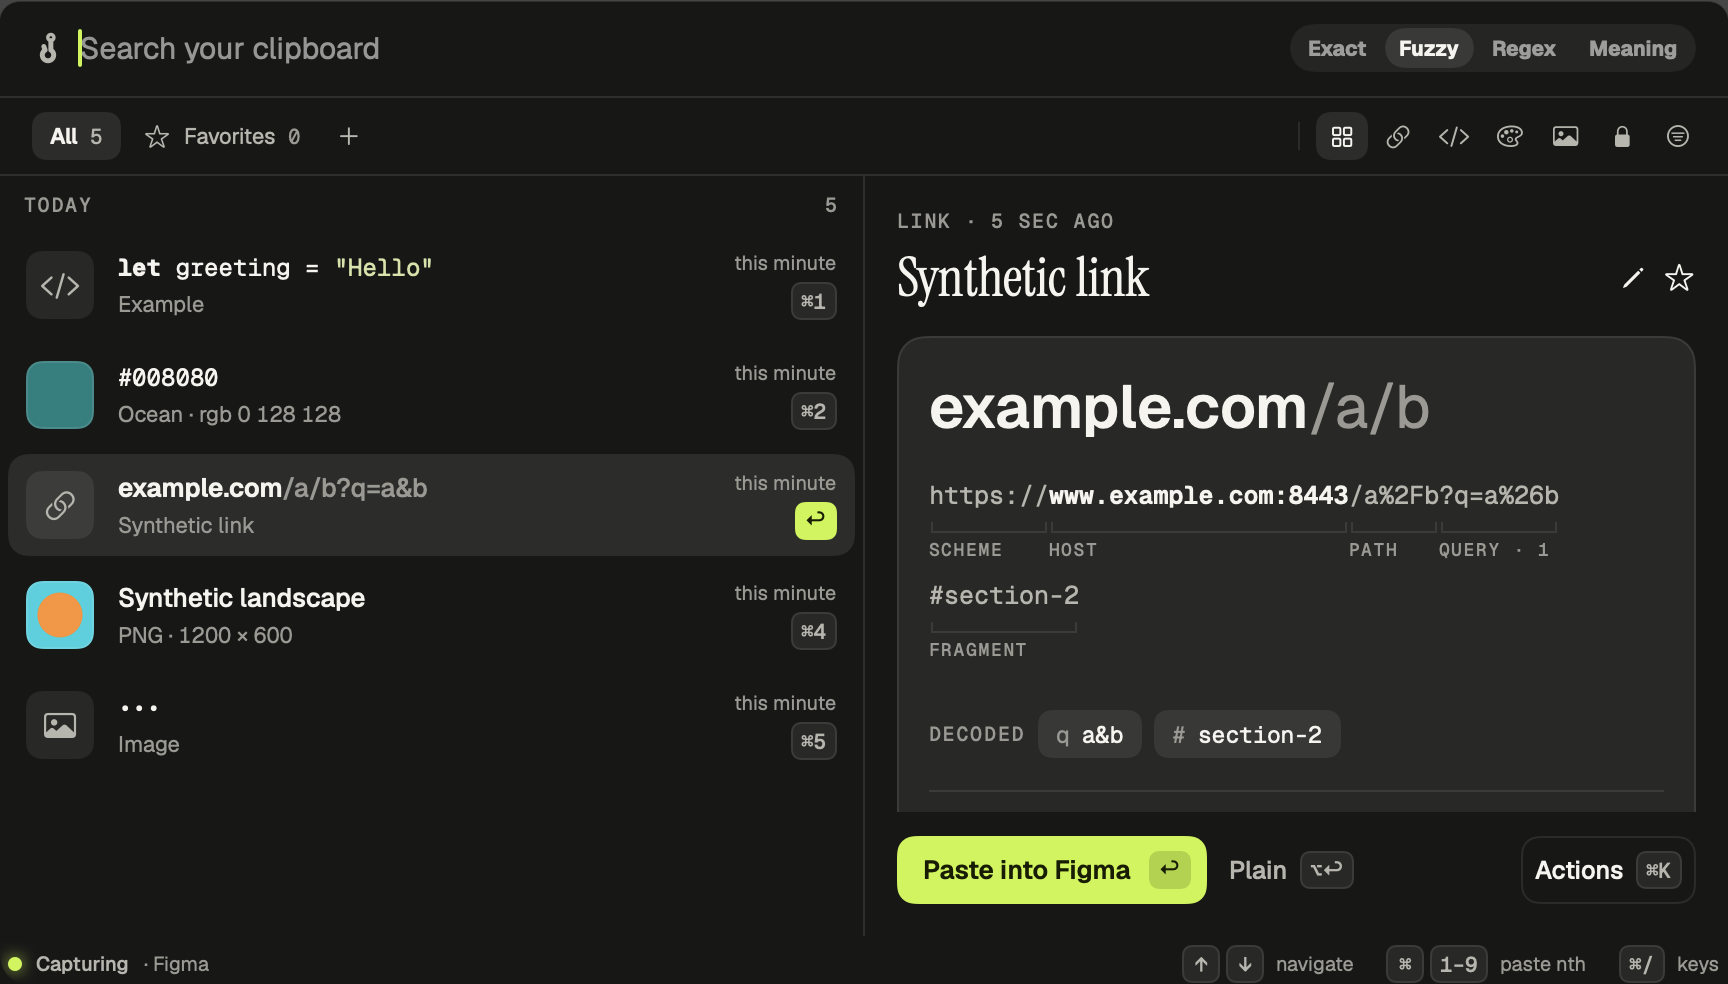 Search your clipboard
Exact Fuzzy Regex Meaning
All 5 Favorites 0 +
TODAY 5
let greeting = "Hello"
Example
this minute
⌘1
#008080
Ocean · rgb 0 128 128
this minute
⌘2
example.com/a/b?q=a&b
Synthetic link
this minute
↩
Synthetic landscape
PNG · 1200 × 600
this minute
⌘4
...
Image
this minute
⌘5
LINK · 5 SEC AGO
Synthetic link
example.com/a/b
https://www.example.com:8443/a%2Fb?q=a%26b
SCHEME HOST PATH QUERY · 1
#section-2
FRAGMENT
DECODED q a&b # section-2
Paste into Figma ↩ Plain ⌥↩ Actions ⌘K
Capturing · Figma
↑ ↓ navigate ⌘ 1-9 paste nth ⌘/ keys